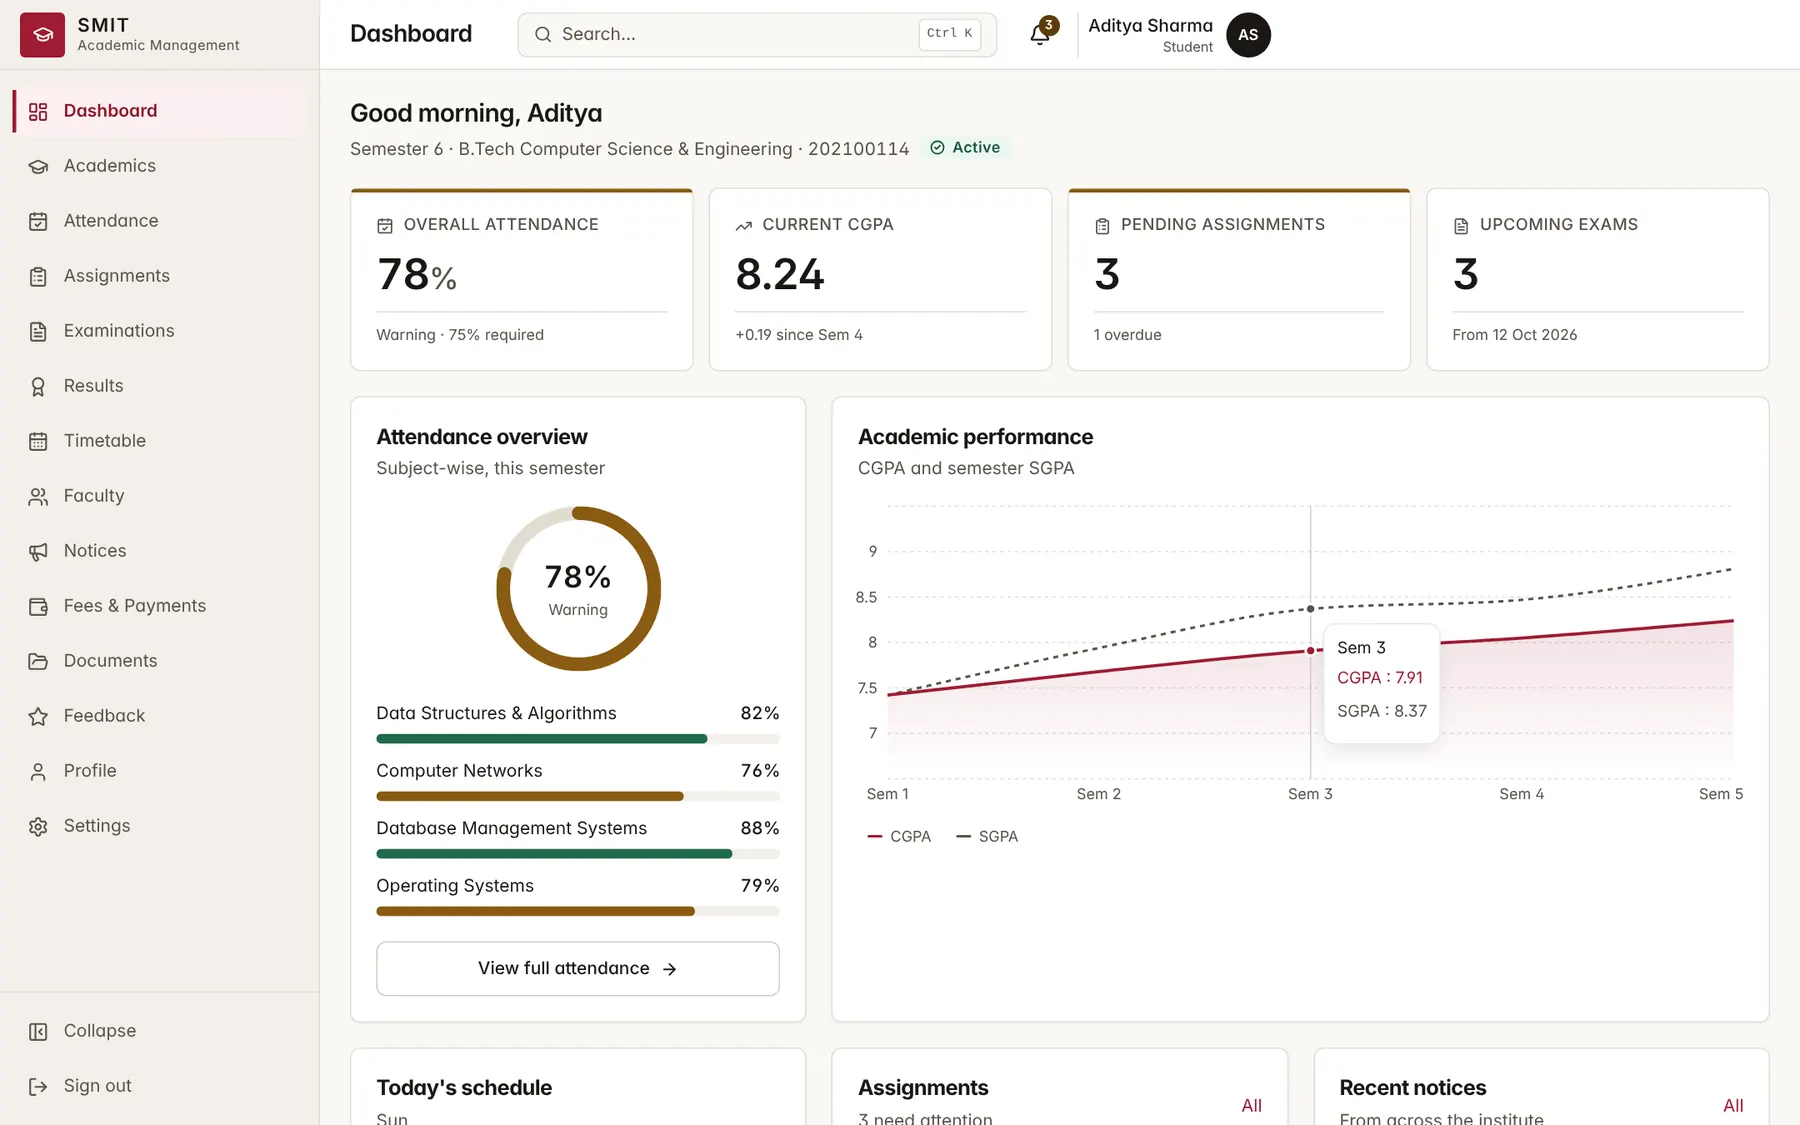 SMIT
Academic Management
Dashboard
Search...
Ctrl K
3
Aditya Sharma
Student
AS
Dashboard
Academics
Attendance
Assignments
Examinations
Results
Timetable
Faculty
Notices
Fees & Payments
Documents
Feedback
Profile
Settings
Collapse
Sign out
Good morning, Aditya
Semester 6 · B.Tech Computer Science & Engineering · 202100114
Active
OVERALL ATTENDANCE
78%
Warning · 75% required
CURRENT CGPA
8.24
+0.19 since Sem 4
PENDING ASSIGNMENTS
3
1 overdue
UPCOMING EXAMS
3
From 12 Oct 2026
Attendance overview
Subject-wise, this semester
78%
Warning
Data Structures & Algorithms 82%
Computer Networks 76%
Database Management Systems 88%
Operating Systems 79%
View full attendance →
Academic performance
CGPA and semester SGPA
9
8.5
8
7.5
7
Sem 3
CGPA : 7.91
SGPA : 8.37
Sem 1 Sem 2 Sem 3 Sem 4 Sem 5
CGPA SGPA
Today's schedule
Sun
Assignments
3 need attention
All
Recent notices
From across the institute
All